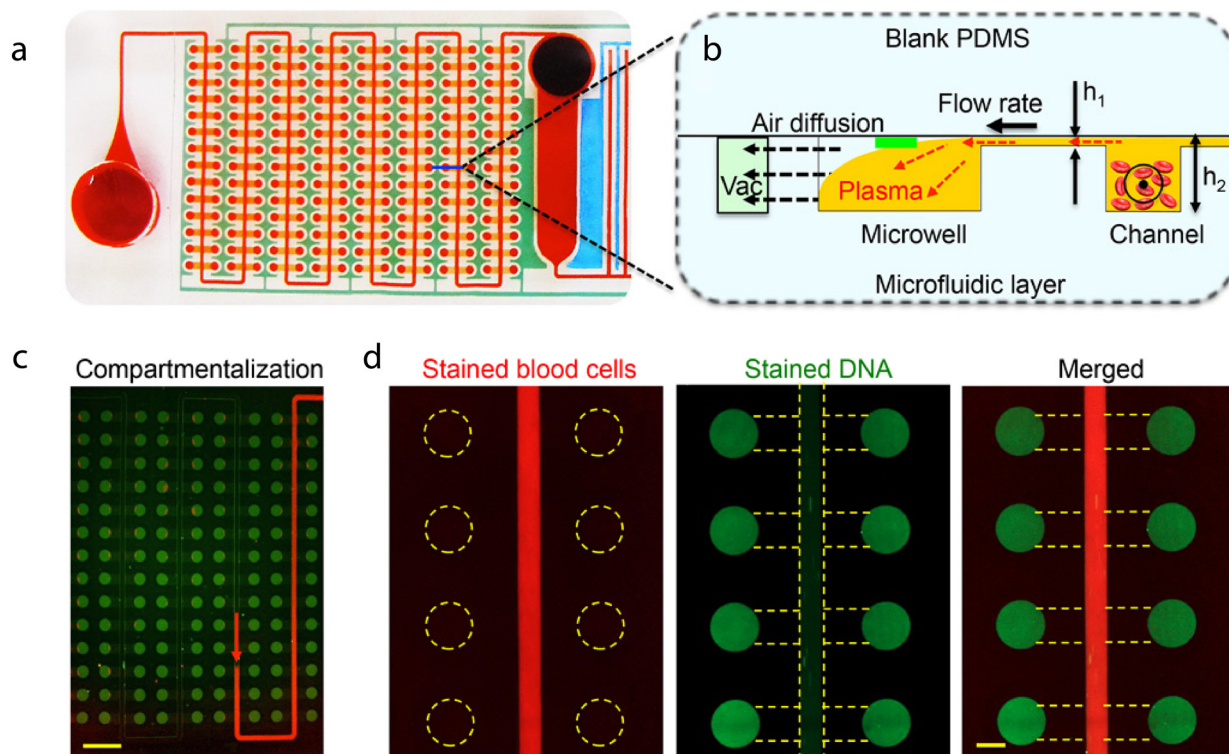 a
b
Blank PDMS
Flow rate
h1
Air diffusion
Vac
Plasma
h2
Microwell
Channel
Microfluidic layer
c
Compartmentalization
d
Stained blood cells
Stained DNA
Merged